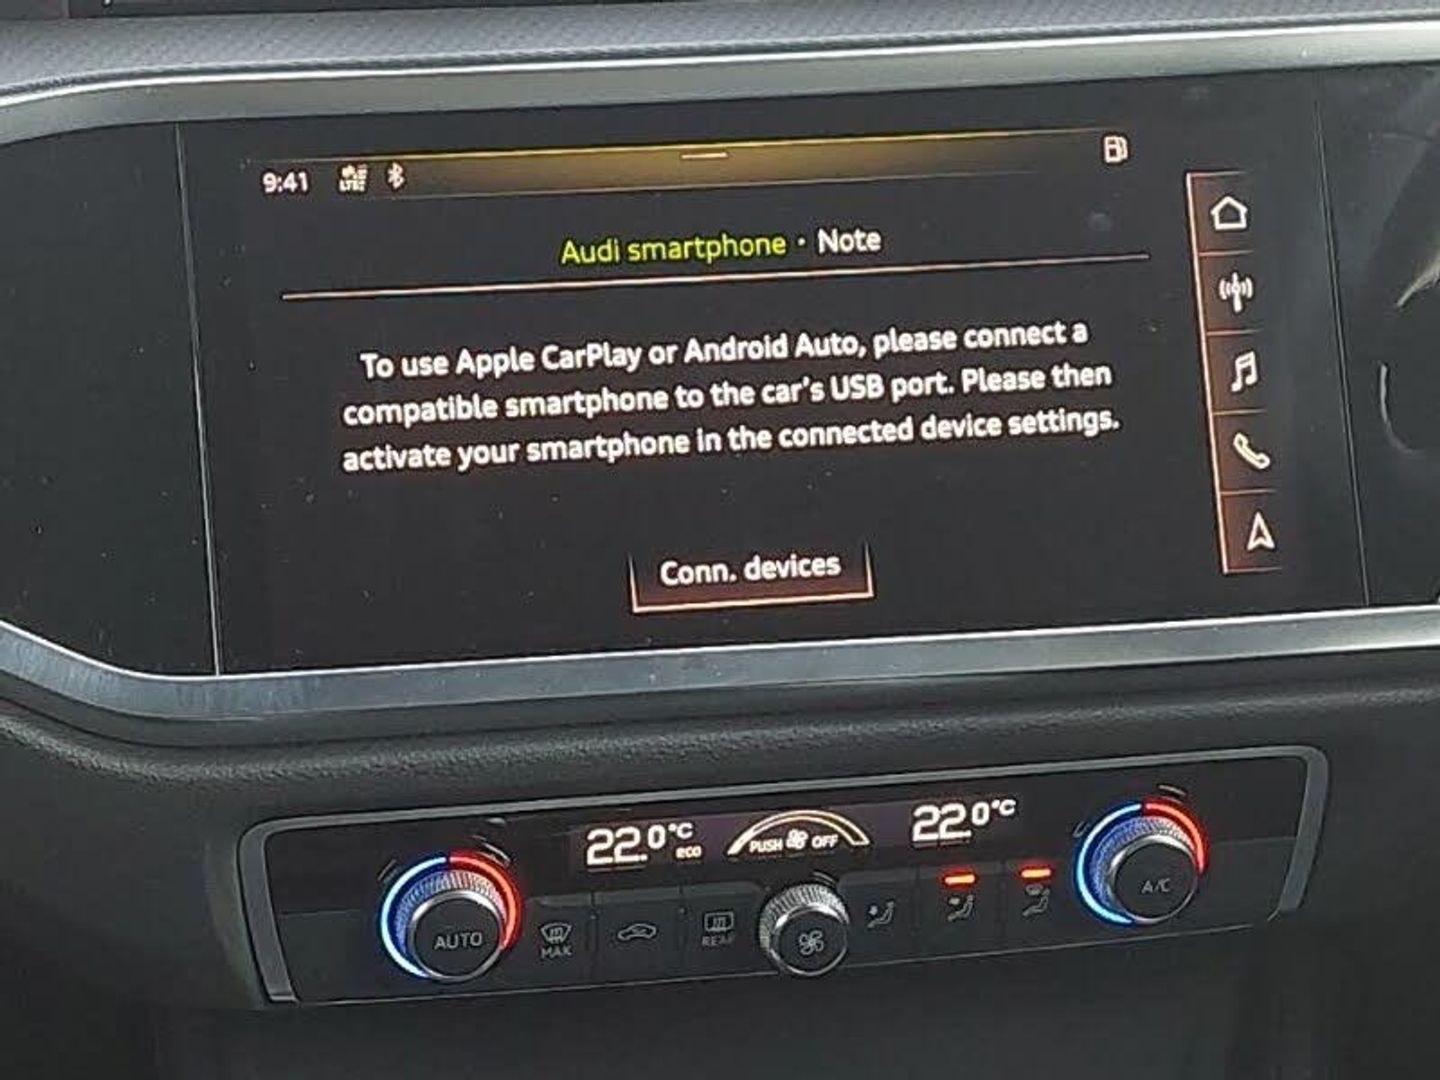 9:41 LTE
Audi smartphone · Note
To use Apple CarPlay or Android Auto, please connect a
compatible smartphone to the car's USB port. Please then
activate your smartphone in the connected device settings.
Conn. devices
22.0°C eco PUSH OFF 22.0°C
AUTO MAX REAR A/C